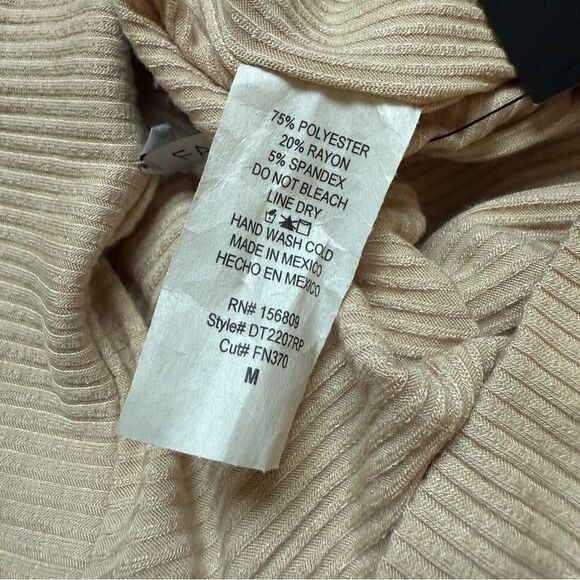 75% POLYESTER
20% RAYON
5% SPANDEX
DO NOT BLEACH
LINE DRY
HAND WASH COLD
MADE IN MEXICO
HECHO EN MEXICO
RN# 156809
Style# DT2207RP
Cut# FN370
M